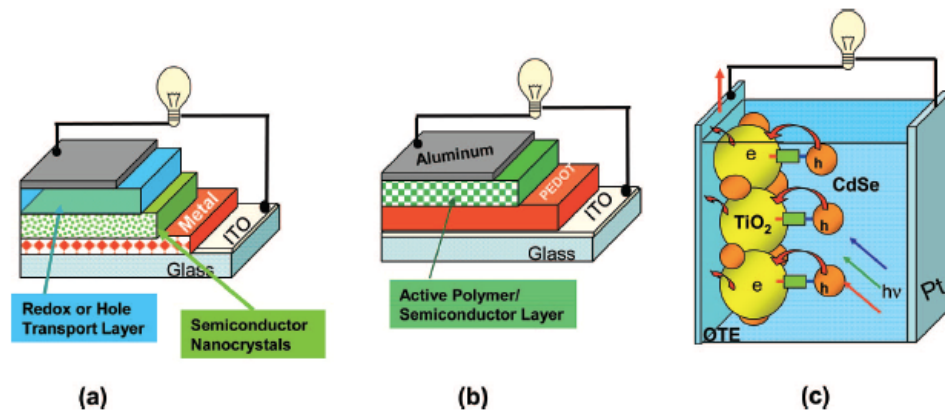 Metal
ITO
Glass
Redox or Hole
Transport Layer
Semiconductor
Nanocrystals
(a)
Aluminum
PEDOT
ITO
Glass
Active Polymer/
Semiconductor Layer
(b)
e
h
CdSe
TiO2
h
e
h
hν
Pt
OTE
(c)